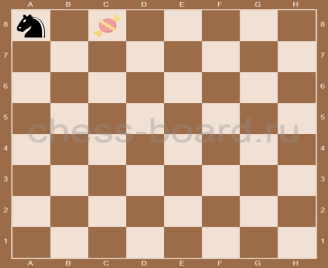 A B C D E F G H
8 8
7 7
6 6
5 5
chess-board.ru
4 4
3 3
2 2
1 1
A B C D E F G H